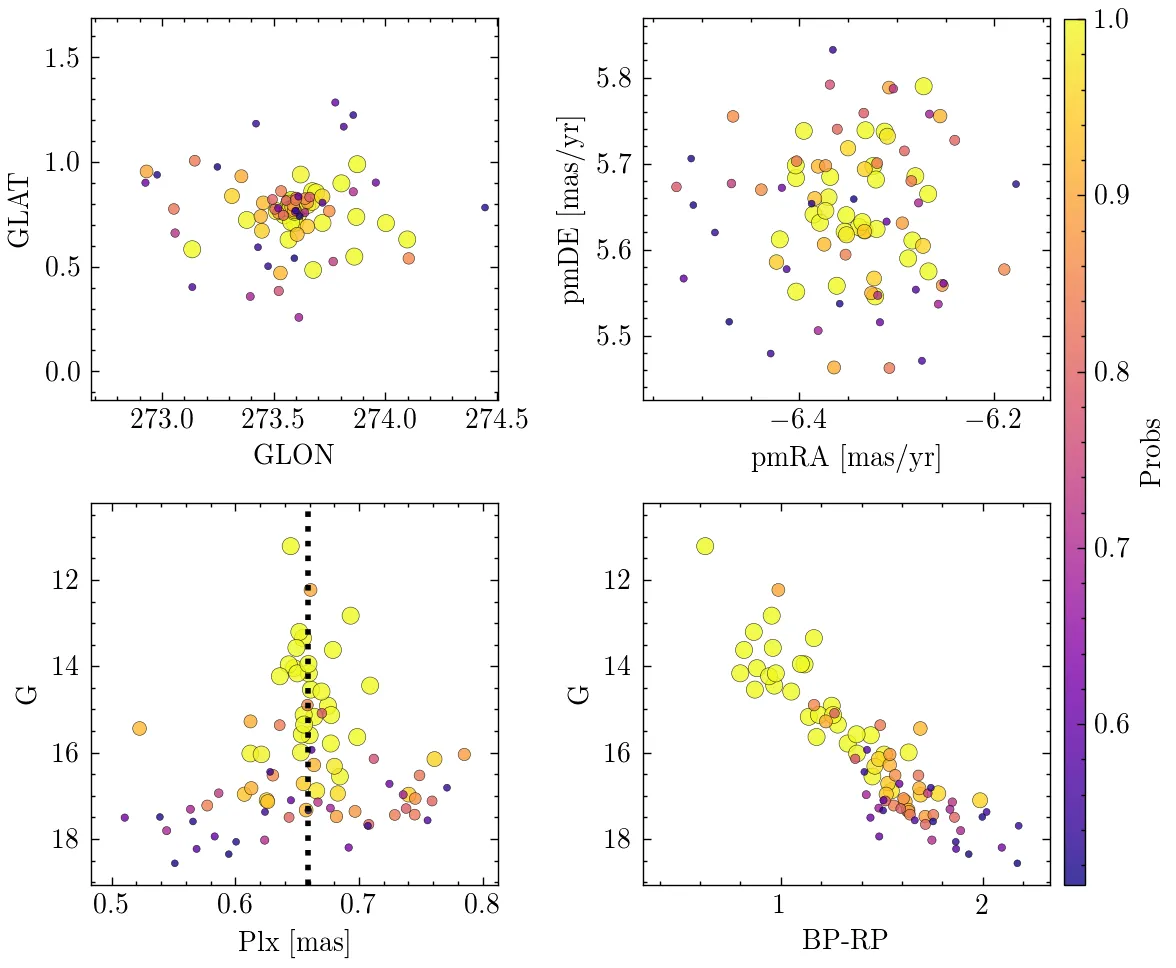 1.5
1.0
0.5
0.0
GLAT
273.0 273.5 274.0 274.5
GLON
5.8
5.7
5.6
5.5
pmDE [mas/yr]
−6.4 −6.2
pmRA [mas/yr]
12
14
16
18
G
0.5 0.6 0.7 0.8
Plx [mas]
12
14
16
18
G
1 2
BP-RP
1.0
0.9
0.8
0.7
0.6
Probs